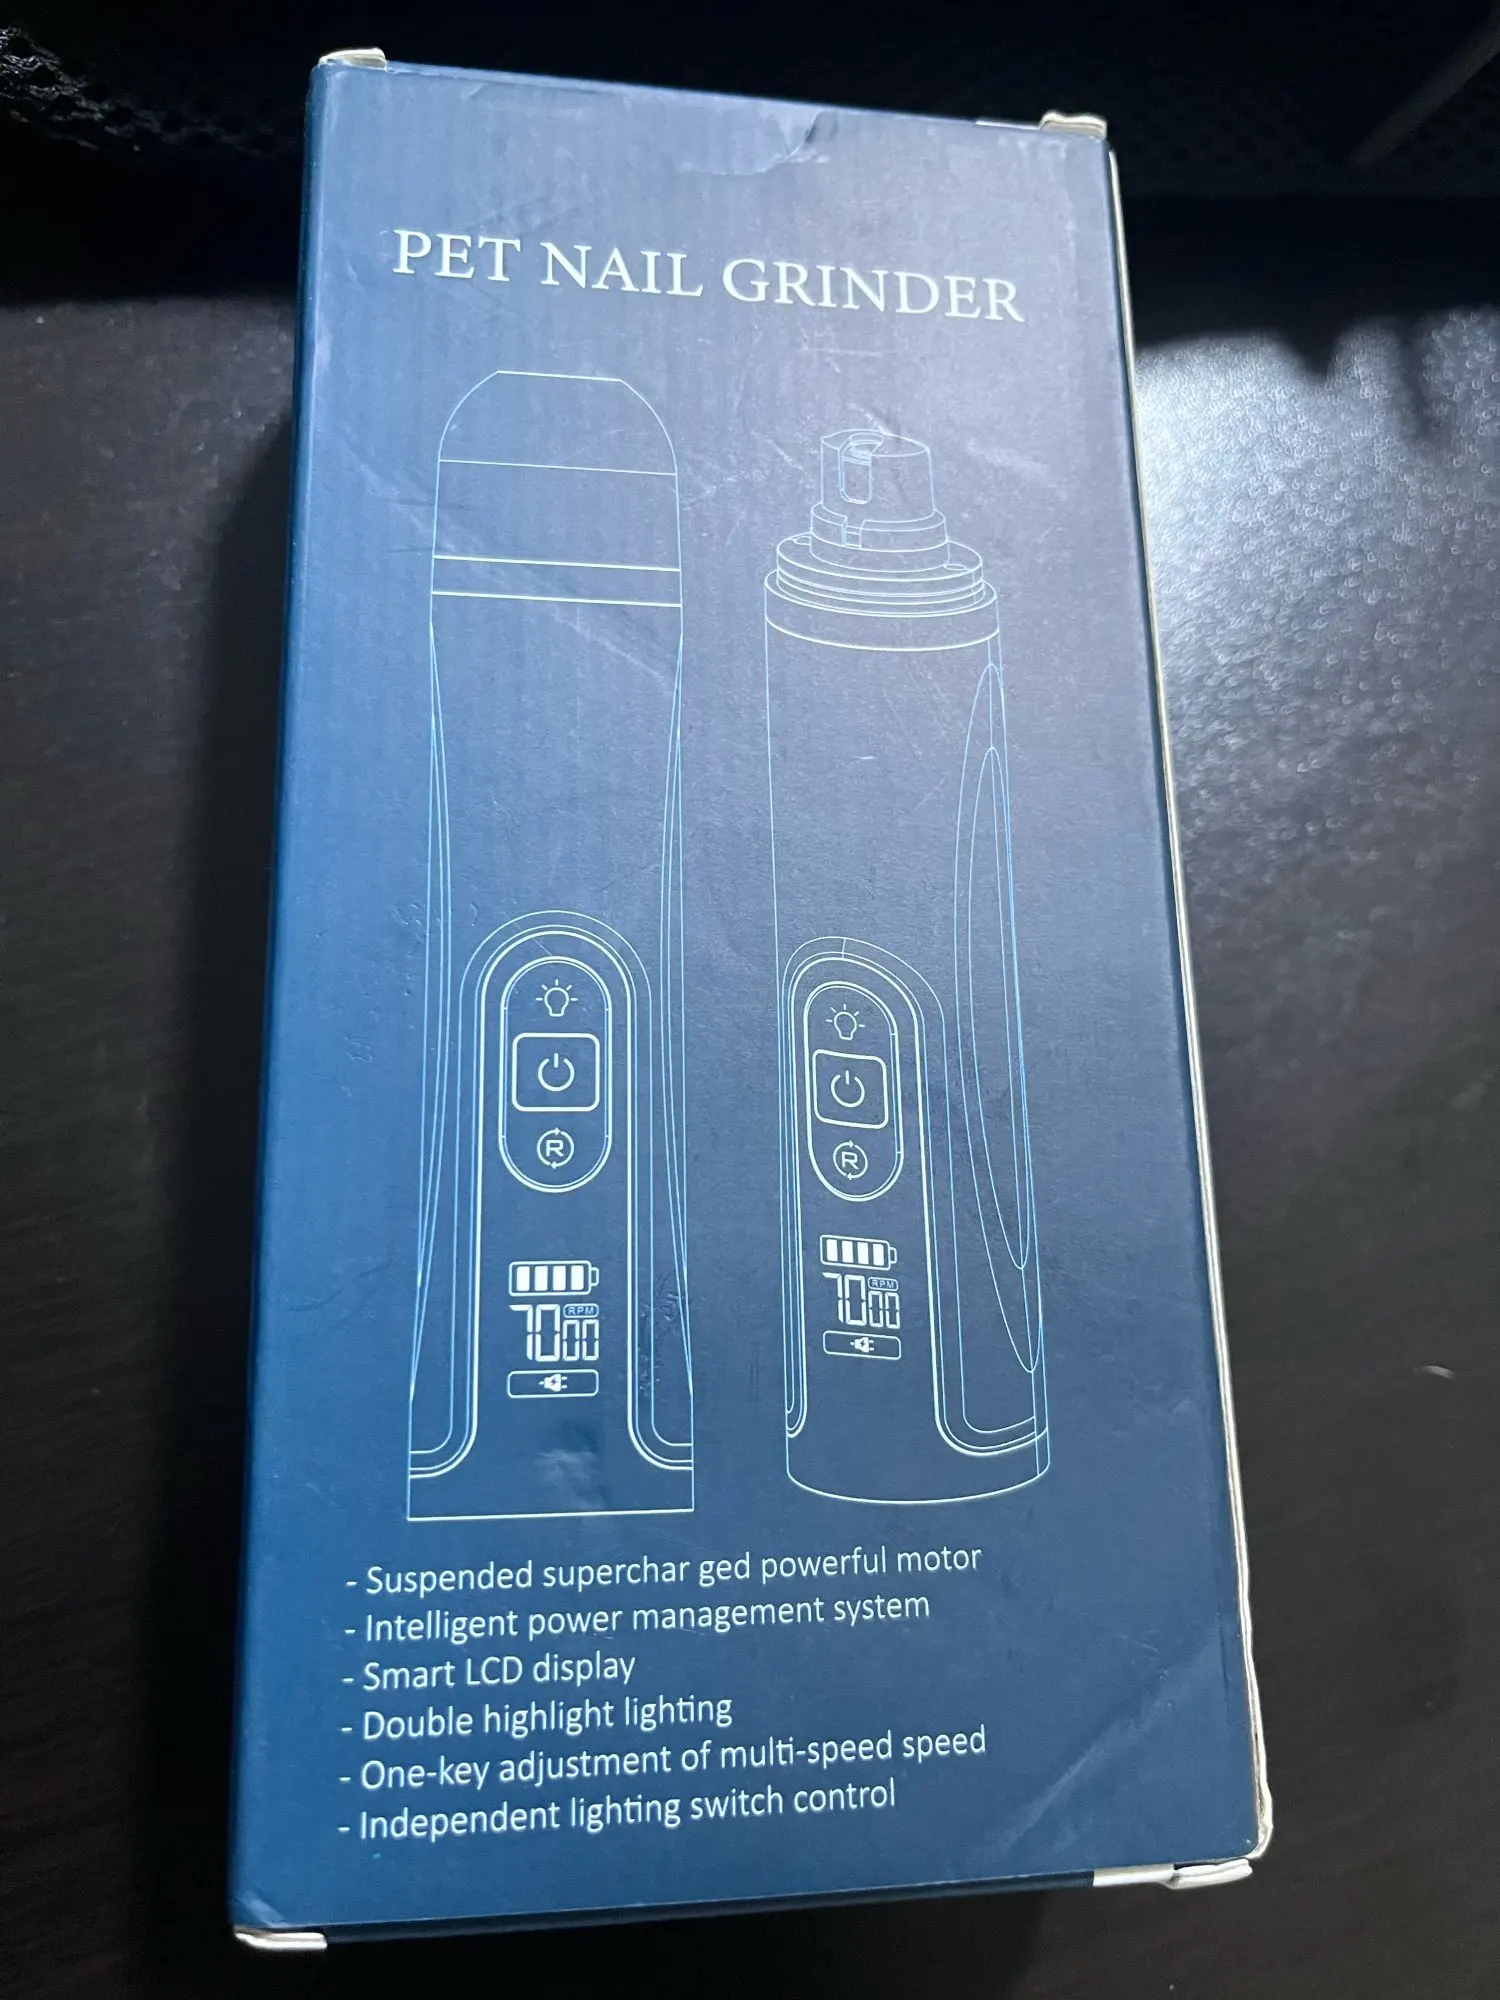 PET NAIL GRINDER
R
R
RPM
7000
RPM
7000
- Suspended superchar ged powerful motor
- Intelligent power management system
- Smart LCD display
- Double highlight lighting
- One-key adjustment of multi-speed speed
- Independent lighting switch control